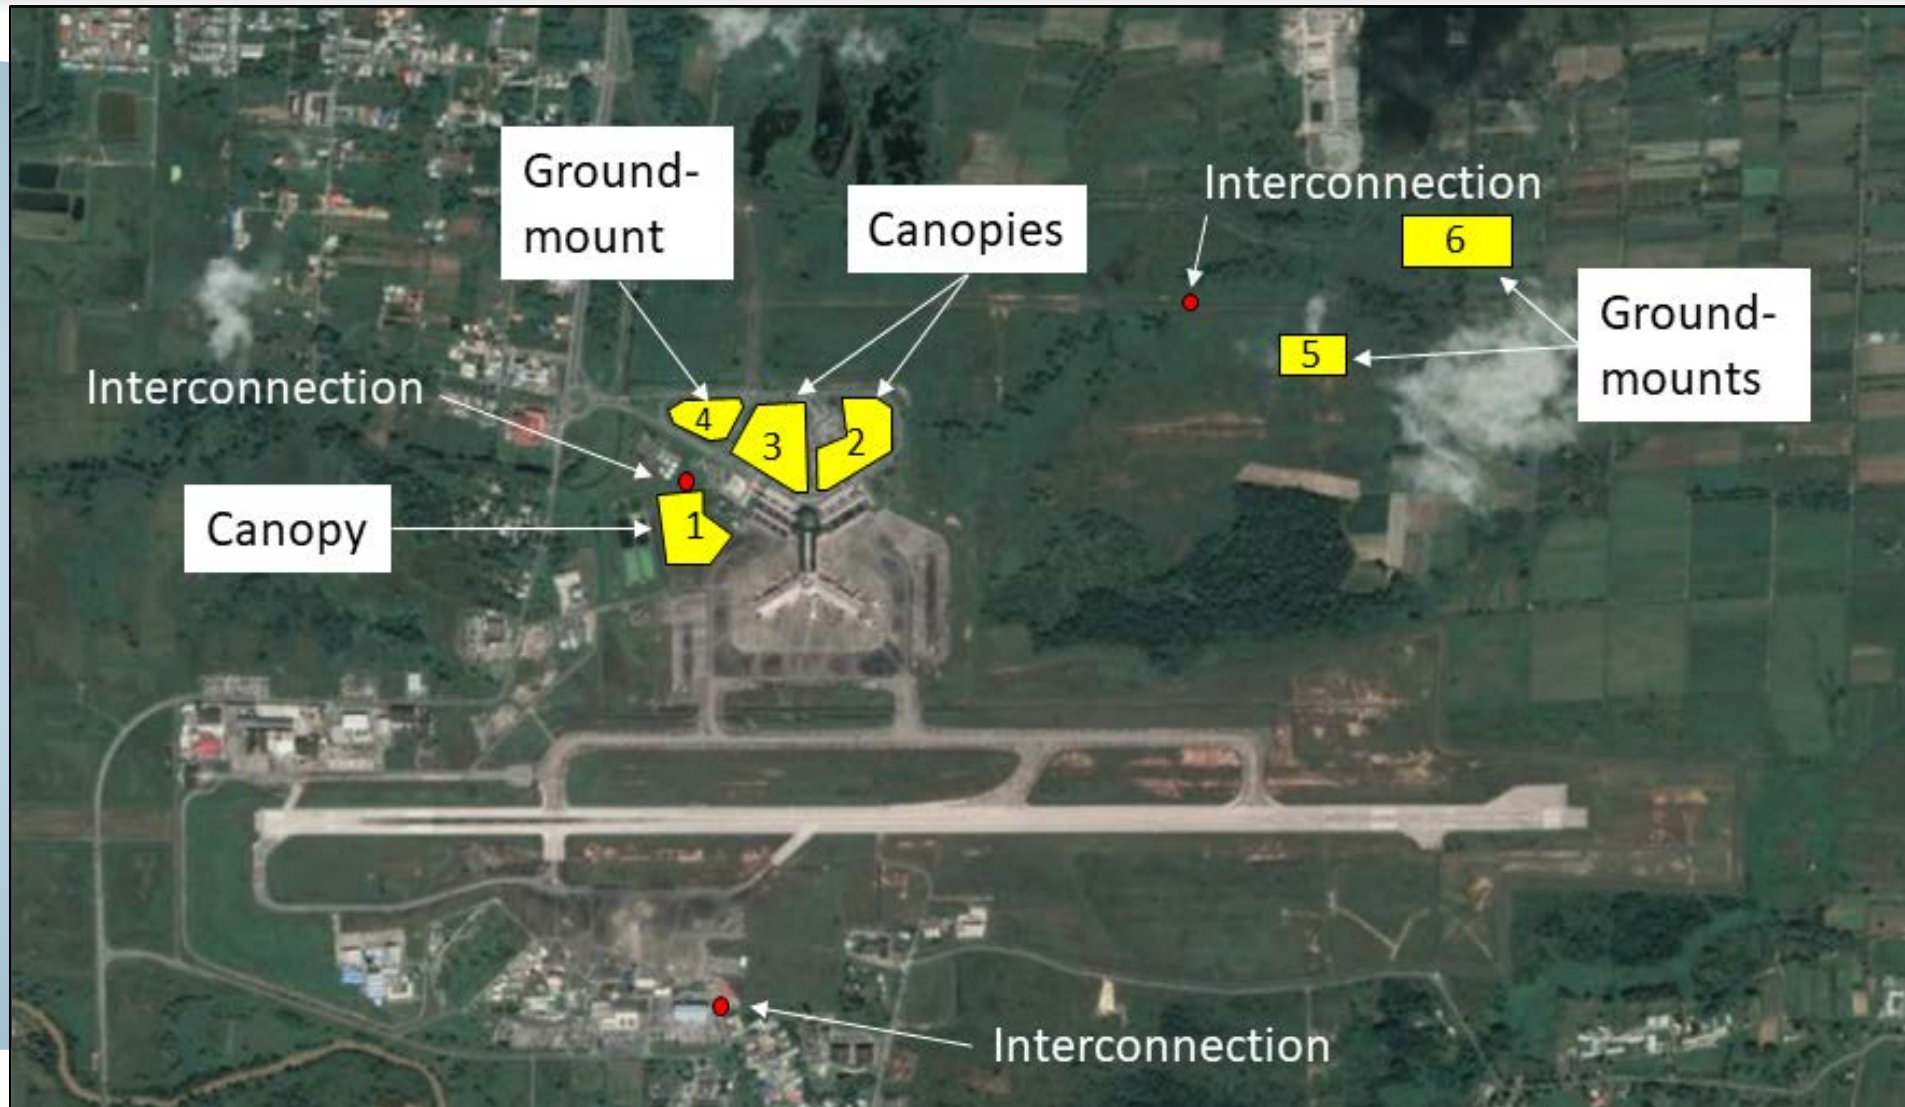 Ground-
mount
Canopies
Interconnection
6
Ground-
mounts
5
Interconnection
4
3
2
Canopy
1
Interconnection